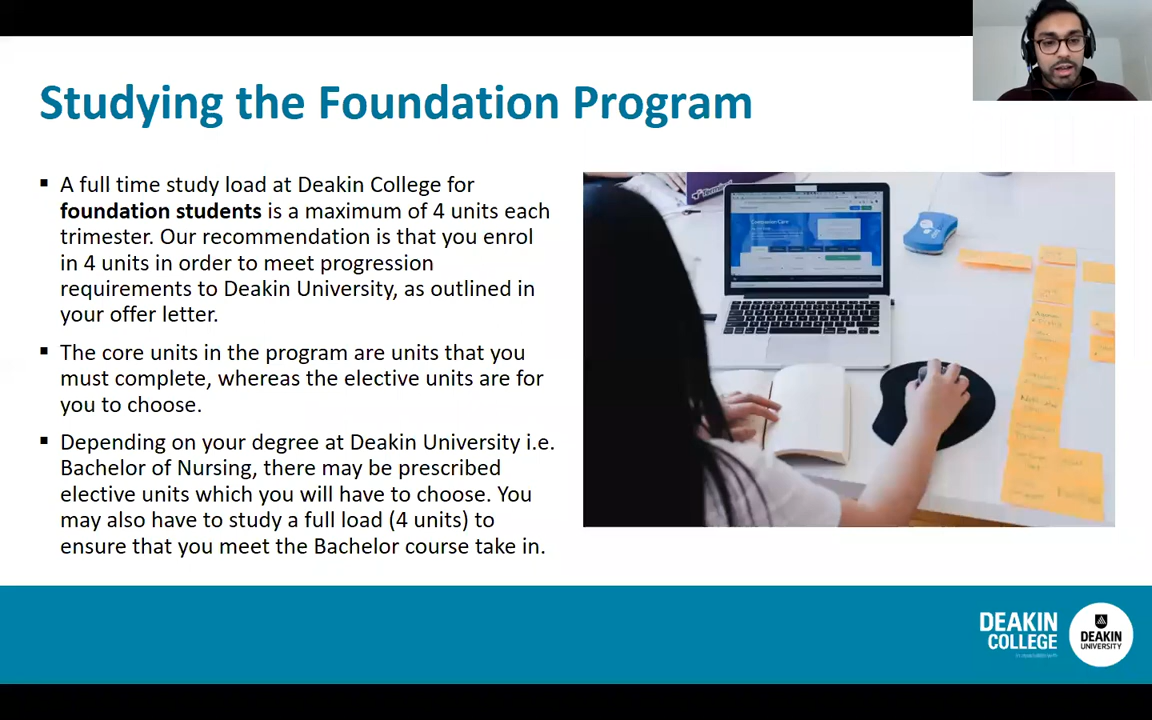 Studying the Foundation Program
▪ A full time study load at Deakin College for
foundation students is a maximum of 4 units each
trimester. Our recommendation is that you enrol
in 4 units in order to meet progression
requirements to Deakin University, as outlined in
your offer letter.
▪ The core units in the program are units that you
must complete, whereas the elective units are for
you to choose.
▪ Depending on your degree at Deakin University i.e.
Bachelor of Nursing, there may be prescribed
elective units which you will have to choose. You
may also have to study a full load (4 units) to
ensure that you meet the Bachelor course take in.
DEAKIN
COLLEGE
DEAKIN
UNIVERSITY